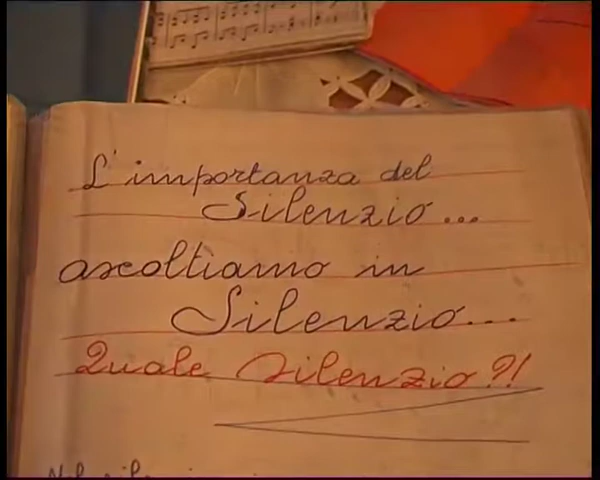 L'importanza del
Silenzio...
ascoltiamo in
Silenzio...
Quale silenzio?!